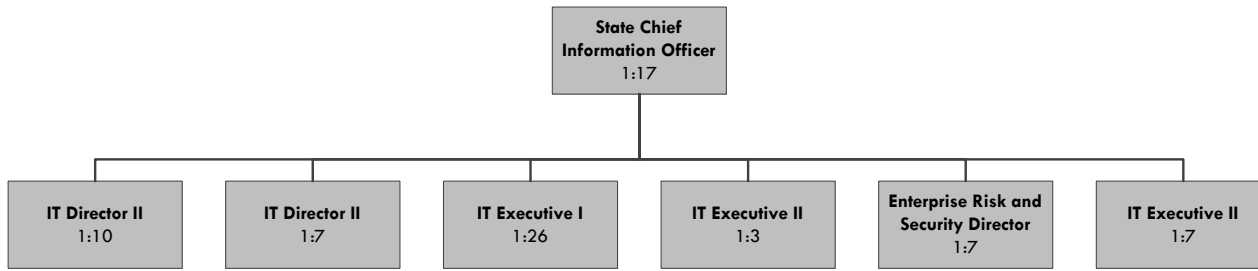 State Chief
Information Officer
1:17
IT Director II
1:10
IT Director II
1:7
IT Executive I
1:26
IT Executive II
1:3
Enterprise Risk and
Security Director
1:7
IT Executive II
1:7